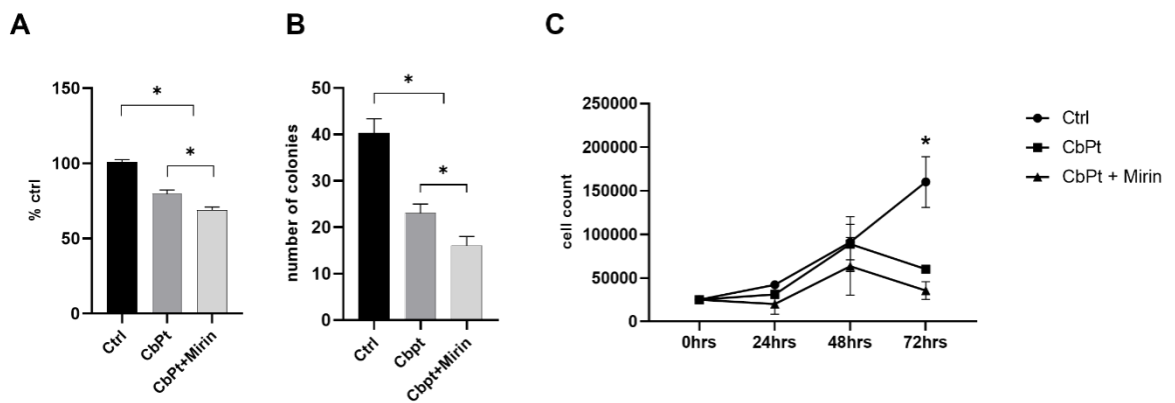 A
150
100
50
0
% ctrl
*
*
Ctrl
CbPt
CbPt+Mirin
B
50
40
30
20
10
0
number of colonies
*
*
Ctrl
Cbpt
Cbpt+Mirin
C
250000
200000
150000
100000
50000
0
cell count
*
0hrs 24hrs 48hrs 72hrs
Ctrl
CbPt
CbPt + Mirin